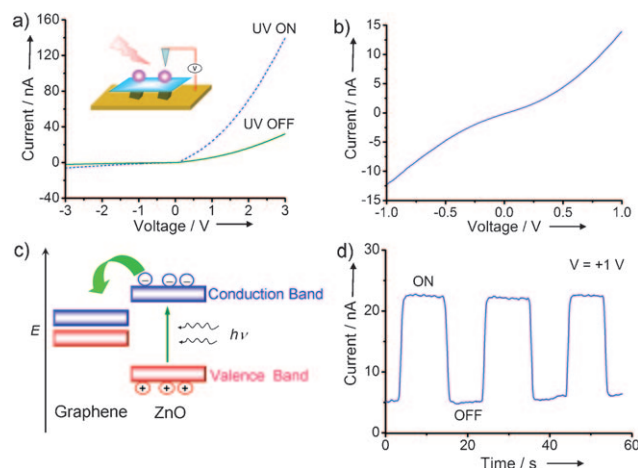 a)
UV ON
UV OFF
V
160
120
80
40
0
-40
Current / nA
-3
-2
-1
0
1
2
3
Voltage / V
b)
15
10
5
0
-5
-10
-15
Current / nA
-1.0
-0.5
0.0
0.5
1.0
Voltage / V
c)
E
Conduction Band
hν
Valence Band
Graphene
ZnO
d)
V = +1 V
ON
OFF
30
20
10
0
Current / nA
0
20
40
60
Time / s